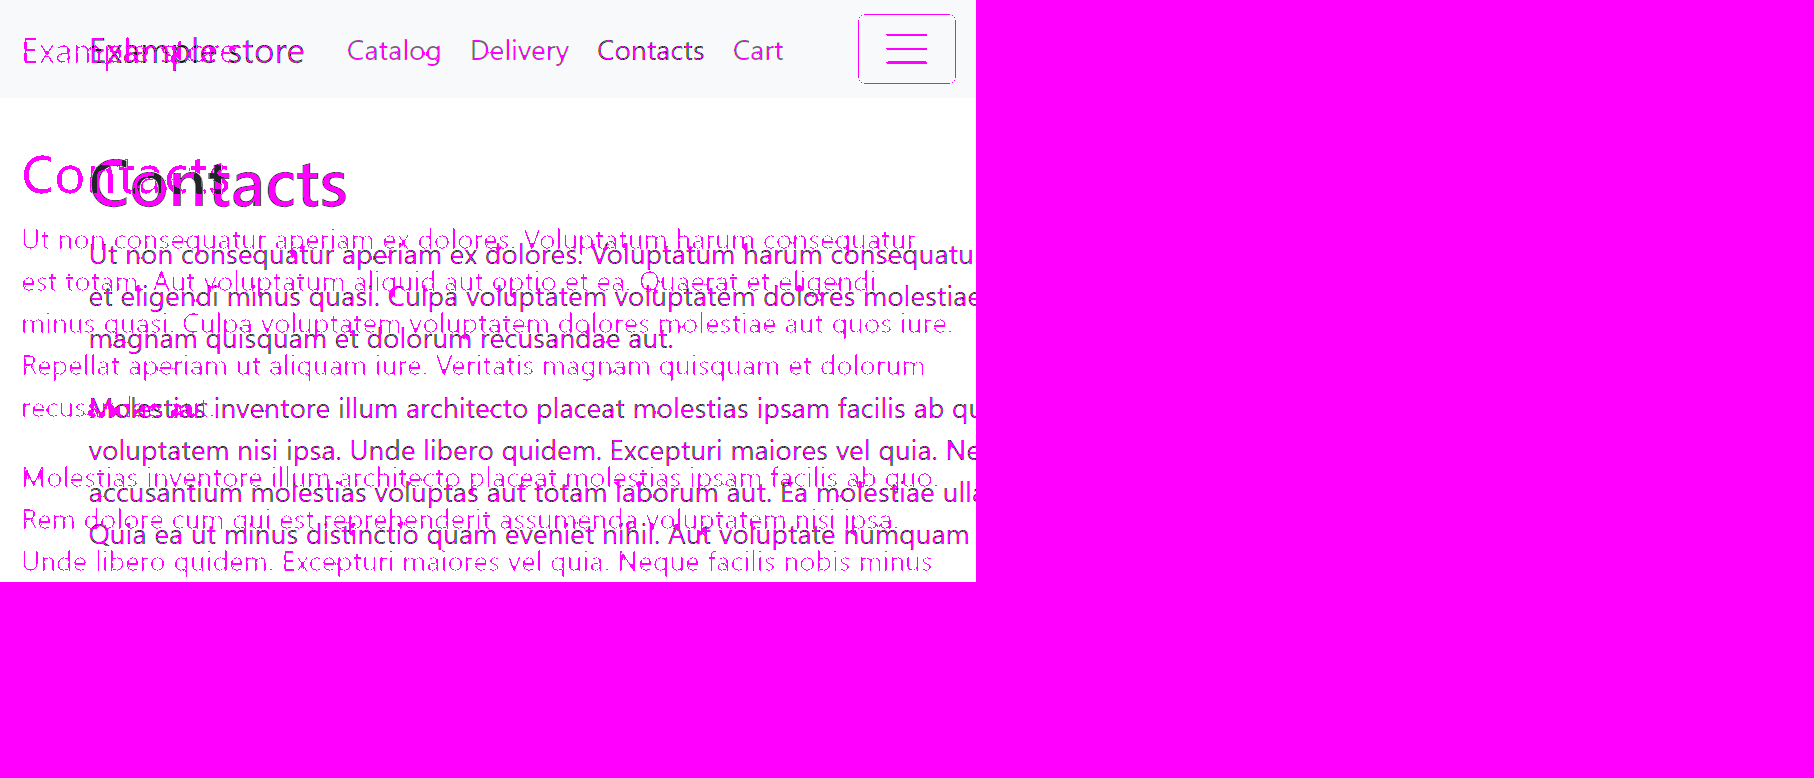 Example store
Example store Catalog Delivery Contacts Cart
Contacts
Contacts
Ut non consequatur aperiam ex dolores. Voluptatum harum consequatur
Ut non consequatur aperiam ex dolores. Voluptatum harum consequatu
est totam. Aut voluptatum aliquid aut optio et ea. Quaerat et eligendi
et eligendi minus quasi. Culpa voluptatem voluptatem dolores molestiae
minus quasi. Culpa voluptatem voluptatem dolores molestiae aut quos iure.
magnam quisquam et dolorum recusandae aut.
Repellat aperiam ut aliquam iure. Veritatis magnam quisquam et dolorum
recusandae aut.
Molestias inventore illum architecto placeat molestias ipsam facilis ab qu
voluptatem nisi ipsa. Unde libero quidem. Excepturi maiores vel quia. Ne
Molestias inventore illum architecto placeat molestias ipsam facilis ab quo.
accusantium molestias voluptas aut totam laborum aut. Ea molestiae ulla
Rem dolore cum qui est reprehenderit assumenda voluptatem nisi ipsa.
Quia ea ut minus distinctio quam eveniet nihil. Aut voluptate numquam
Unde libero quidem. Excepturi maiores vel quia. Neque facilis nobis minus